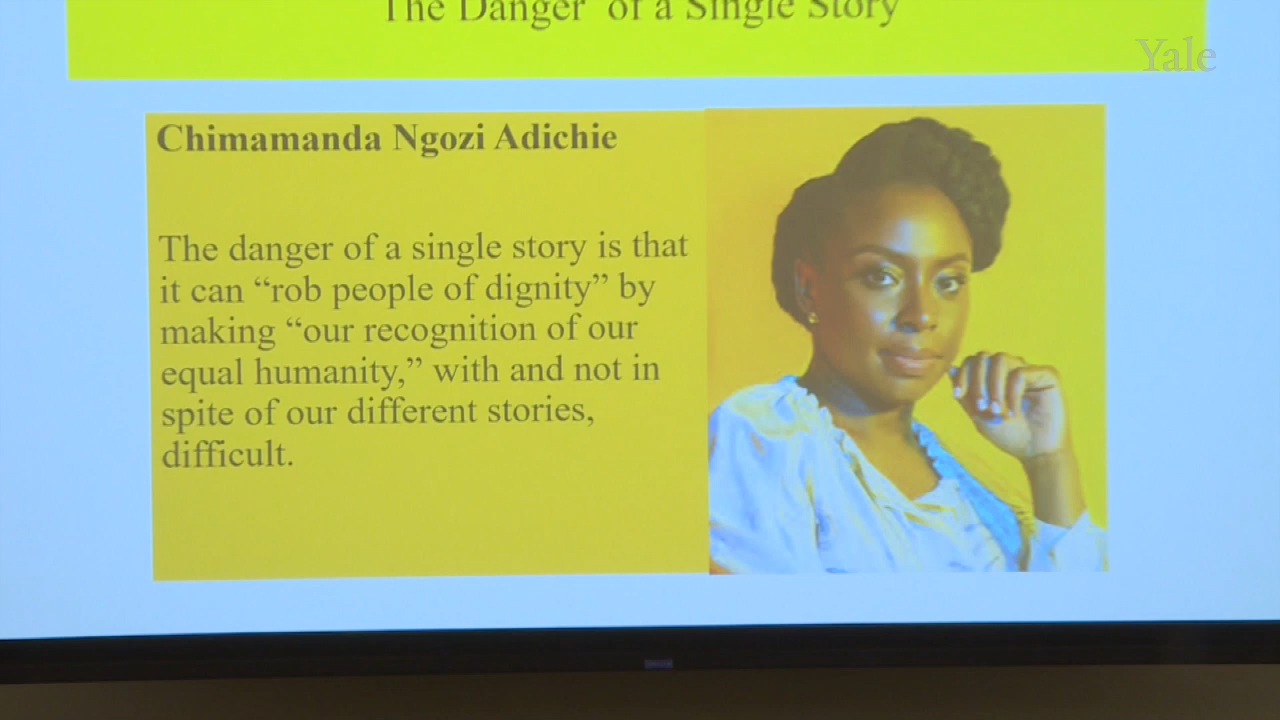 The Danger of a Single Story
Yale
Chimamanda Ngozi Adichie
The danger of a single story is that
it can “rob people of dignity” by
making “our recognition of our
equal humanity,” with and not in
spite of our different stories,
difficult.